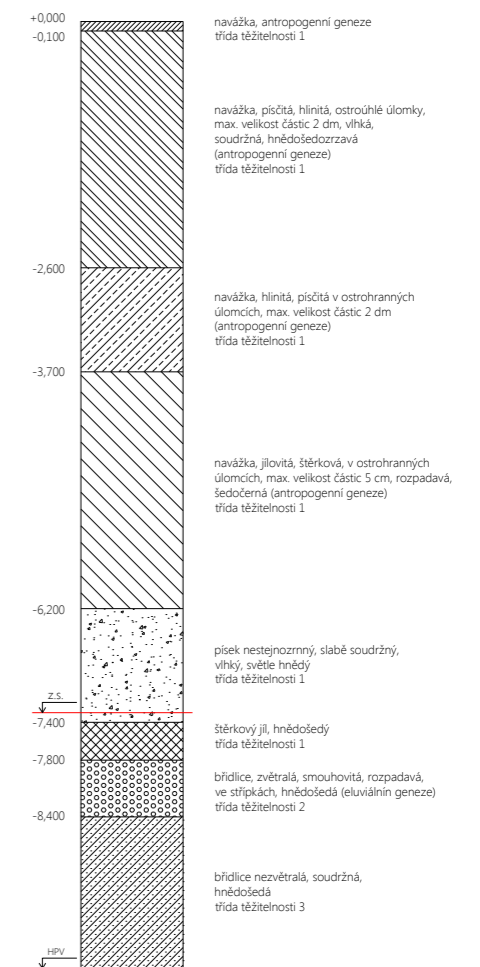 +0,000
navážka, antropogenní geneze
-0,100
třída těžitelnosti 1
navážka, písčitá, hlinitá, ostroúhlé úlomky,
max. velikost částic 2 dm, vlhká,
soudržná, hnědošedozrzavá
(antropogenní geneze)
třída těžitelnosti 1
-2,600
navážka, hlinitá, písčitá v ostrohranných
úlomcích, max. velikost částic 2 dm
(antropogenní geneze)
třída těžitelnosti 1
-3,700
navážka, jílovitá, štěrková, v ostrohranných
úlomcích, max. velikost částic 5 cm, rozpadavá,
šedočerná (antropogenní geneze)
třída těžitelnosti 1
-6,200
písek nestejnozrnný, slabě soudržný,
vlhký, světle hnědý
třída těžitelnosti 1
z.s.
-7,400
štěrkový jíl, hnědošedý
třída těžitelnosti 1
-7,800
břidlice, zvětralá, smouhovitá, rozpadavá,
ve střípkách, hnědošedá (eluviálnín geneze)
třída těžitelnosti 2
-8,400
břidlice nezvětralá, soudržná,
hnědošedá
třída těžitelnosti 3
HPV